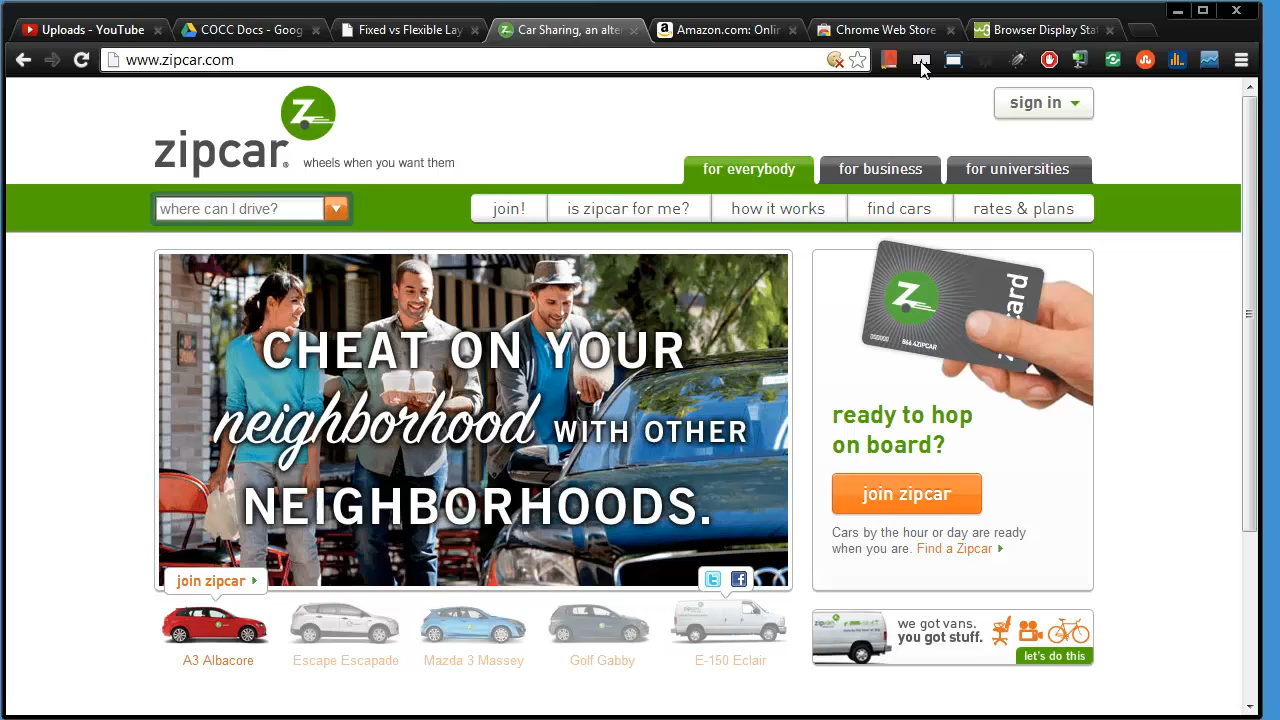 Uploads - YouTube
COCC Docs - Goog
Fixed vs Flexible Lay
Car Sharing, an alte
Amazon.com: Onlin
Chrome Web Store
Browser Display Stat
www.zipcar.com
sign in
zipcar®
wheels when you want them
for everybody
for business
for universities
where can I drive?
join!
is zipcar for me?
how it works
find cars
rates & plans
CHEAT ON YOUR
neighborhood WITH OTHER
NEIGHBORHOODS.
866 4ZIPCAR
ready to hop
on board?
join zipcar
Cars by the hour or day are ready
when you are. Find a Zipcar
join zipcar
A3 Albacore
Escape Escapade
Mazda 3 Massey
Golf Gabby
E-150 Eclair
we got vans.
you got stuff.
let's do this